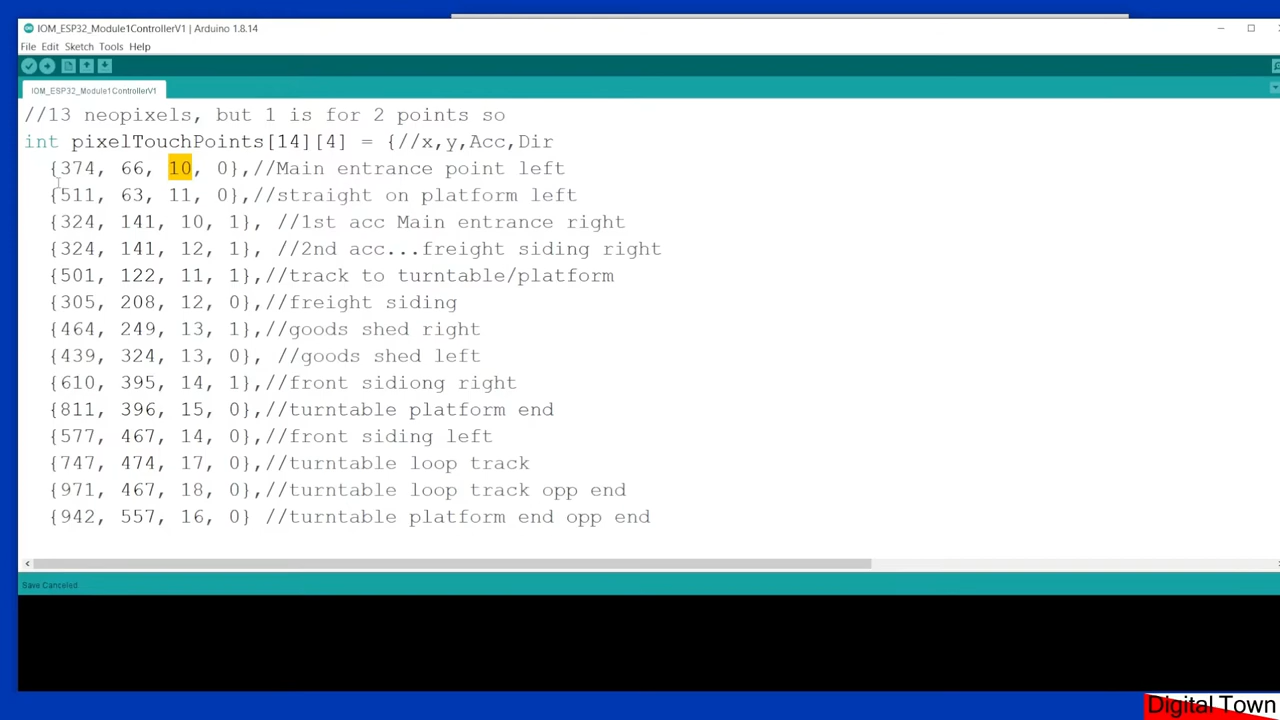 IOM_ESP32_Module1ControllerV1 | Arduino 1.8.14
File Edit Sketch Tools Help
IOM_ESP32_Module1ControllerV1
//13 neopixels, but 1 is for 2 points so
int pixelTouchPoints[14][4] = {//x,y,Acc,Dir
{374, 66, 10, 0},//Main entrance point left
{511, 63, 11, 0},//straight on platform left
{324, 141, 10, 1}, //1st acc Main entrance right
{324, 141, 12, 1}, //2nd acc...freight siding right
{501, 122, 11, 1},//track to turntable/platform
{305, 208, 12, 0},//freight siding
{464, 249, 13, 1},//goods shed right
{439, 324, 13, 0}, //goods shed left
{610, 395, 14, 1},//front sidiong right
{811, 396, 15, 0},//turntable platform end
{577, 467, 14, 0},//front siding left
{747, 474, 17, 0},//turntable loop track
{971, 467, 18, 0},//turntable loop track opp end
{942, 557, 16, 0} //turntable platform end opp end
Save Canceled
Digital Town